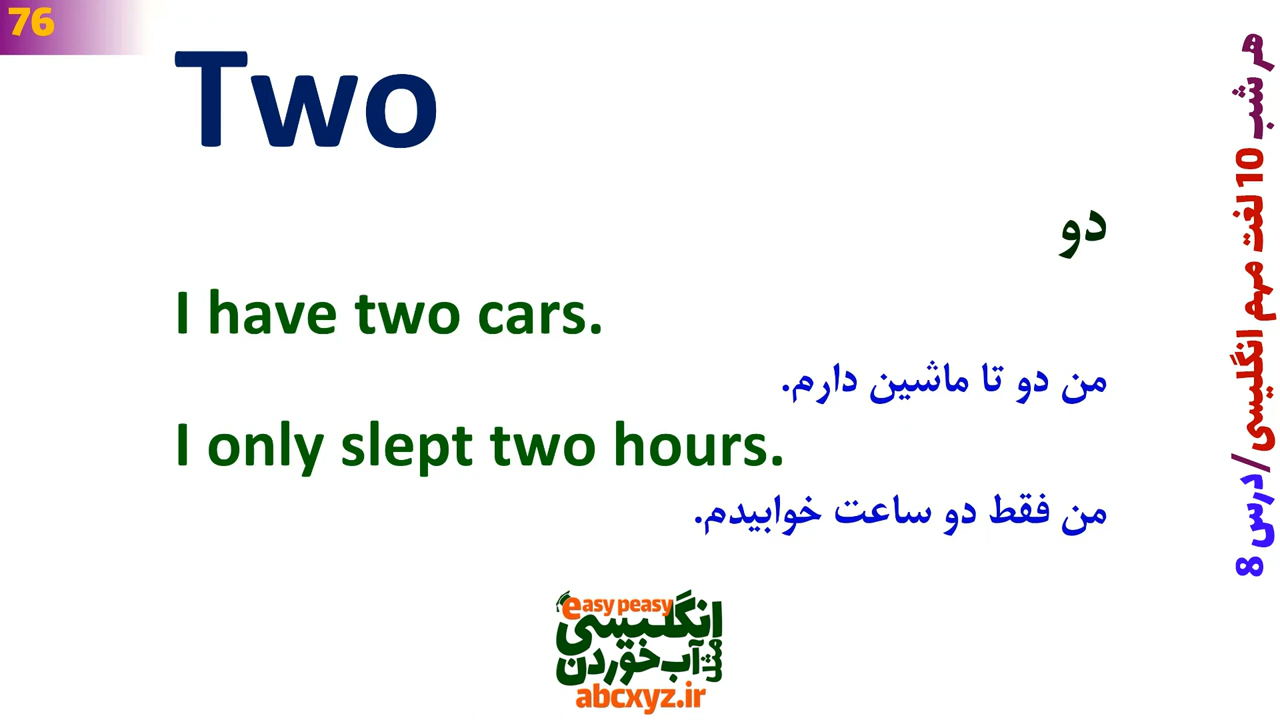 76
Two
دو
I have two cars.
من دو تا ماشین دارم.
I only slept two hours.
من فقط دو ساعت خوابیدم.
هر شب 10 لغت مهم انگلیسی/درس 8
easy peasy
انگلیسی
مثل آب خوردن
abcxyz.ir